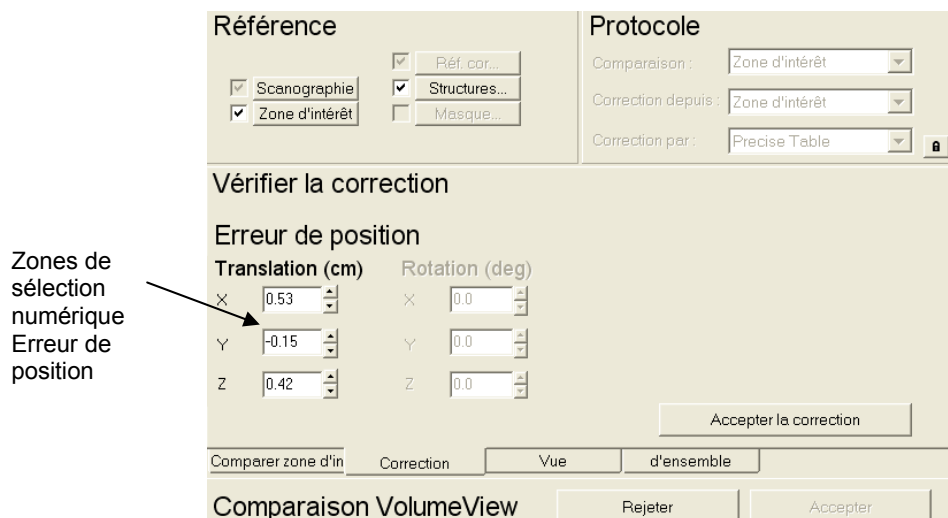 Référence
Protocole
Réf. cor...
Scanographie
Structures...
Zone d'intérêt
Masque...
Comparaison :
Zone d'intérêt
Correction depuis :
Zone d'intérêt
Correction par :
Precise Table
Vérifier la correction
Erreur de position
Zones de
sélection
numérique
Erreur de
position
Translation (cm)
Rotation (deg)
X 0.53 X 0.0
Y -0.15 Y 0.0
Z 0.42 Z 0.0
Accepter la correction
Comparer zone d'in
Correction
Vue
d'ensemble
Comparaison VolumeView
Rejeter
Accepter